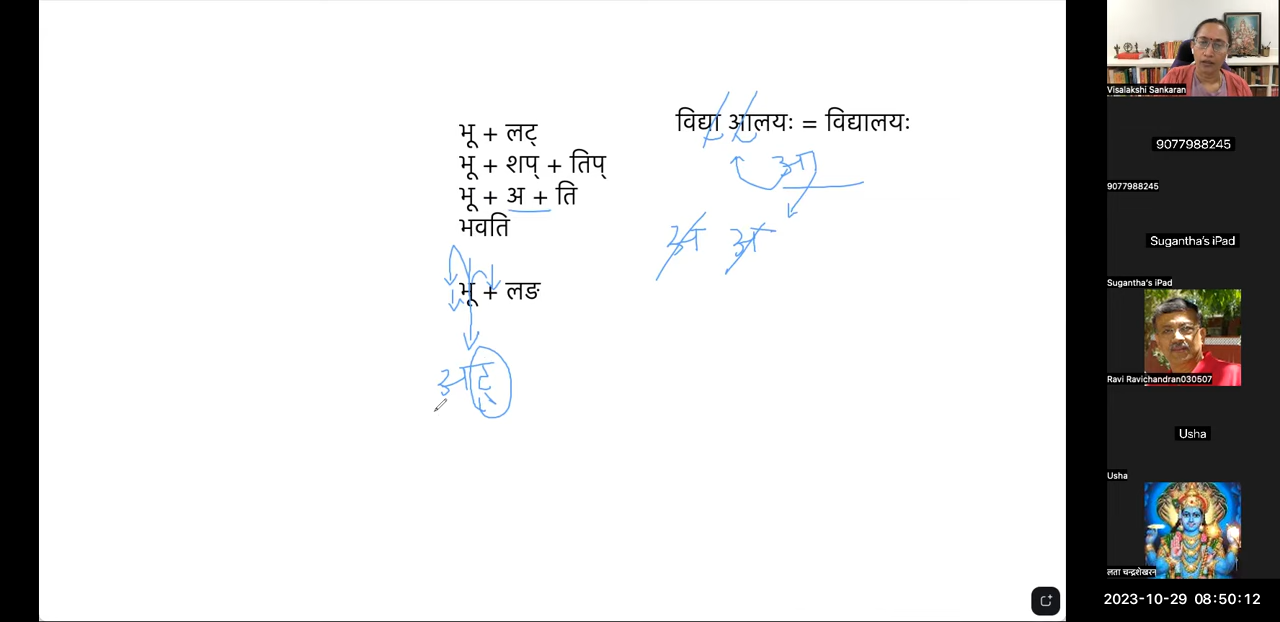 भू + लट्
भू + शप् + तिप्
भू + अ + ति
भवति
भू + लङ
अट्
विद्या आलयः = विद्यालयः
आ
अ अ
Visalakshi Sankaran
9077988245
9077988245
Sugantha's iPad
Sugantha's iPad
Ravi Ravichandran030507
Usha
Usha
लता चन्द्रशेखरन
2023-10-29 08:50:12